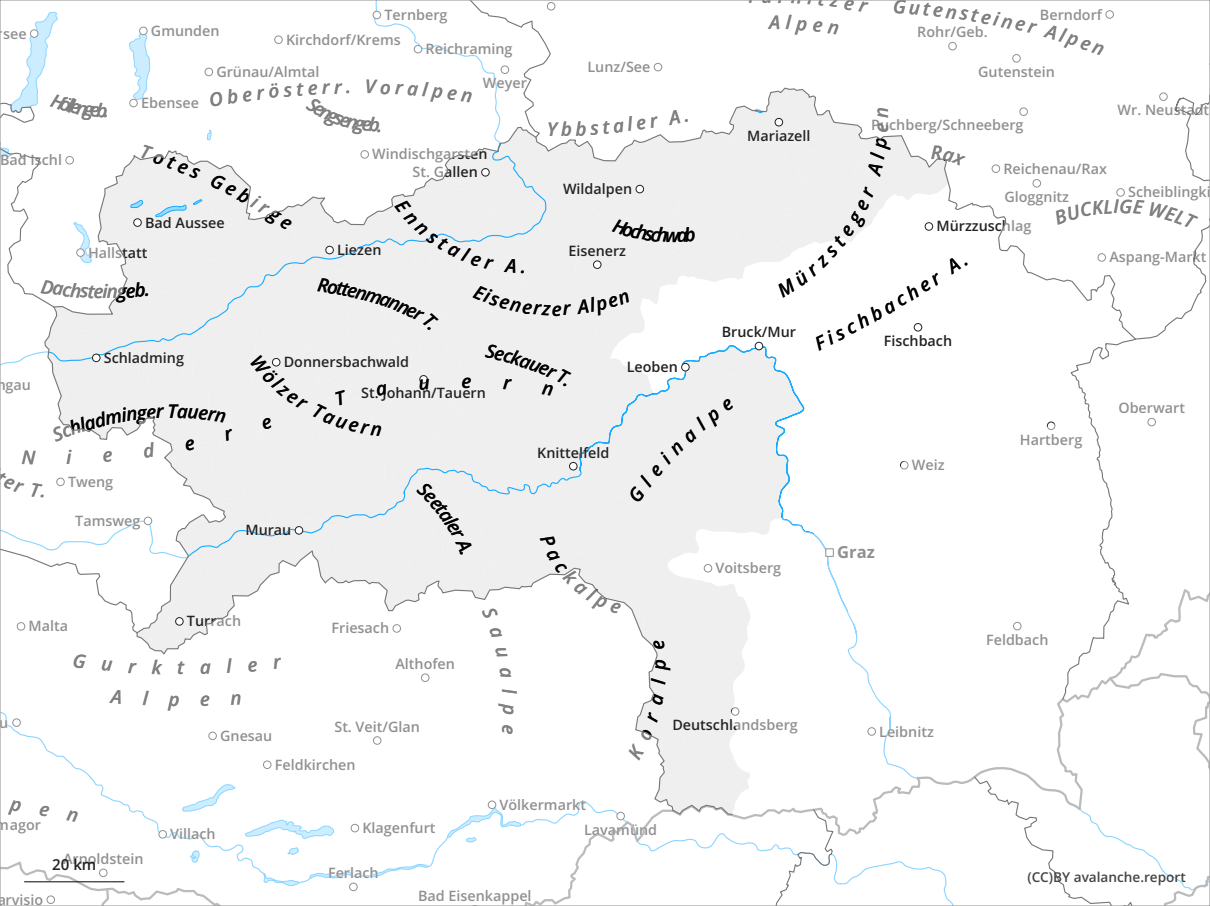 Ternberg
Gutensteiner Alpen
Alpen
Berndorf
Gmunden
Kirchdorf/Krems
Reichraming
Rohr/Geb.
Grünau/Almtal
Weyer
Lunz/See
Gutenstein
Oberösterr. Voralpen
Ebensee
Höllengeb.
Sengsengeb.
Ybbstaler A.
Mariazell
Puchberg/Schneeberg
Wr. Neustadt
Bad Ischl
Windischgarsten
St. Gallen
Rax
Reichenau/Rax
Totes Gebirge
Wildalpen
Gloggnitz
Scheiblingki
Bad Aussee
Ennstaler A.
Hochschwab
Mürzsteger Alpen
Mürzzuschlag
BUCKLIGE WELT
Hallstatt
Liezen
Eisenerz
Aspang-Markt
Dachsteingeb.
Rottenmanner T.
Eisenerzer Alpen
Fischbacher A.
Bruck/Mur
Fischbach
Schladming
Donnersbachwald
Seckauer T.
Leoben
St. Johann/Tauern
Wölzer Tauern
Niedere Tauern
Schladminger Tauern
Oberwart
Hartberg
Gleinalpe
Knittelfeld
Weiz
ter T.
Tweng
Seetaler A.
Tamsweg
Murau
Packalpe
Graz
Voitsberg
Malta
Turrach
Friesach
Saualpe
Feldbach
Gurktaler
Alpen
Althofen
Koralpe
St. Veit/Glan
Deutschlandsberg
Gnesau
Leibnitz
Feldkirchen
Völkermarkt
Villach
Klagenfurt
Lavamünd
Arnoldstein
20 km
Ferlach
Bad Eisenkappel
(CC)BY avalanche.report